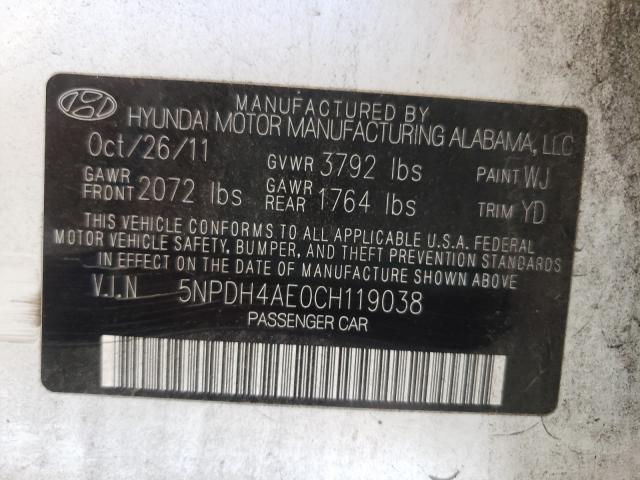 MANUFACTURED BY
HYUNDAI MOTOR MANUFACTURING ALABAMA, LLC
Oct/26/11 GVWR 3792 lbs PAINT WJ
GAWR FRONT 2072 lbs GAWR REAR 1764 lbs TRIM YD
THIS VEHICLE CONFORMS TO ALL APPLICABLE U.S.A. FEDERAL
MOTOR VEHICLE SAFETY, BUMPER, AND THEFT PREVENTION STANDARDS
IN EFFECT ON THE DATE OF MANUFACTURE SHOWN ABOVE
V.I.N 5NPDH4AE0CH119038
PASSENGER CAR